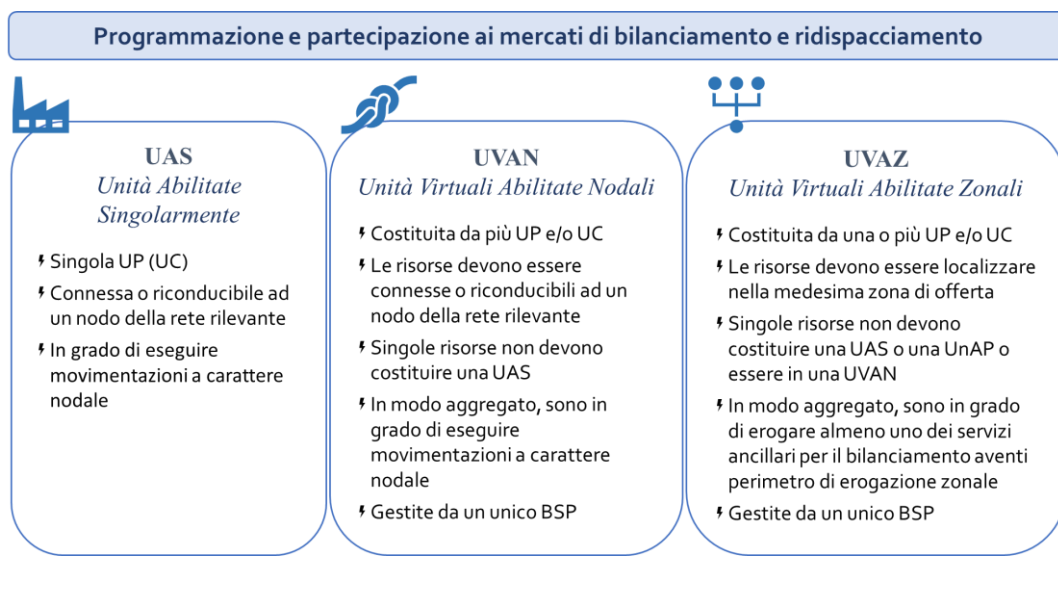 Programmazione e partecipazione ai mercati di bilanciamento e ridispacciamento
UAS
Unità Abilitate
Singolarmente
Singola UP (UC)
Connessa o riconducibile ad
un nodo della rete rilevante
In grado di eseguire
movimentazioni a carattere
nodale
UVAN
Unità Virtuali Abilitate Nodali
Costituita da più UP e/o UC
Le risorse devono essere
connesse o riconducibili ad un
nodo della rete rilevante
Singole risorse non devono
costituire una UAS
In modo aggregato, sono in
grado di eseguire
movimentazioni a carattere
nodale
Gestite da un unico BSP
UVAZ
Unità Virtuali Abilitate Zonali
Costituita da una o più UP e/o UC
Le risorse devono essere localizzare
nella medesima zona di offerta
Singole risorse non devono
costituire una UAS o una UnAP o
essere in una UVAN
In modo aggregato, sono in grado
di erogare almeno uno dei servizi
ancillari per il bilanciamento aventi
perimetro di erogazione zonale
Gestite da un unico BSP